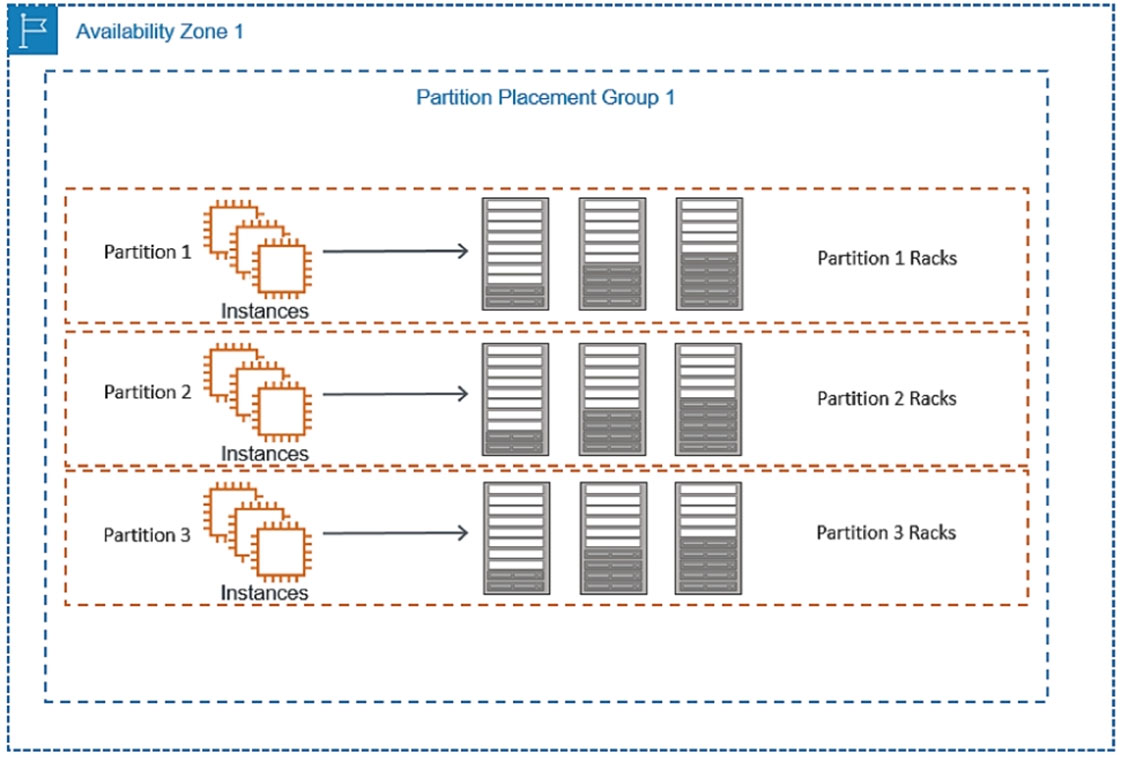 Availability Zone 1
Partition Placement Group 1
Partition 1
Instances
Partition 1 Racks
Partition 2
Instances
Partition 2 Racks
Partition 3
Instances
Partition 3 Racks